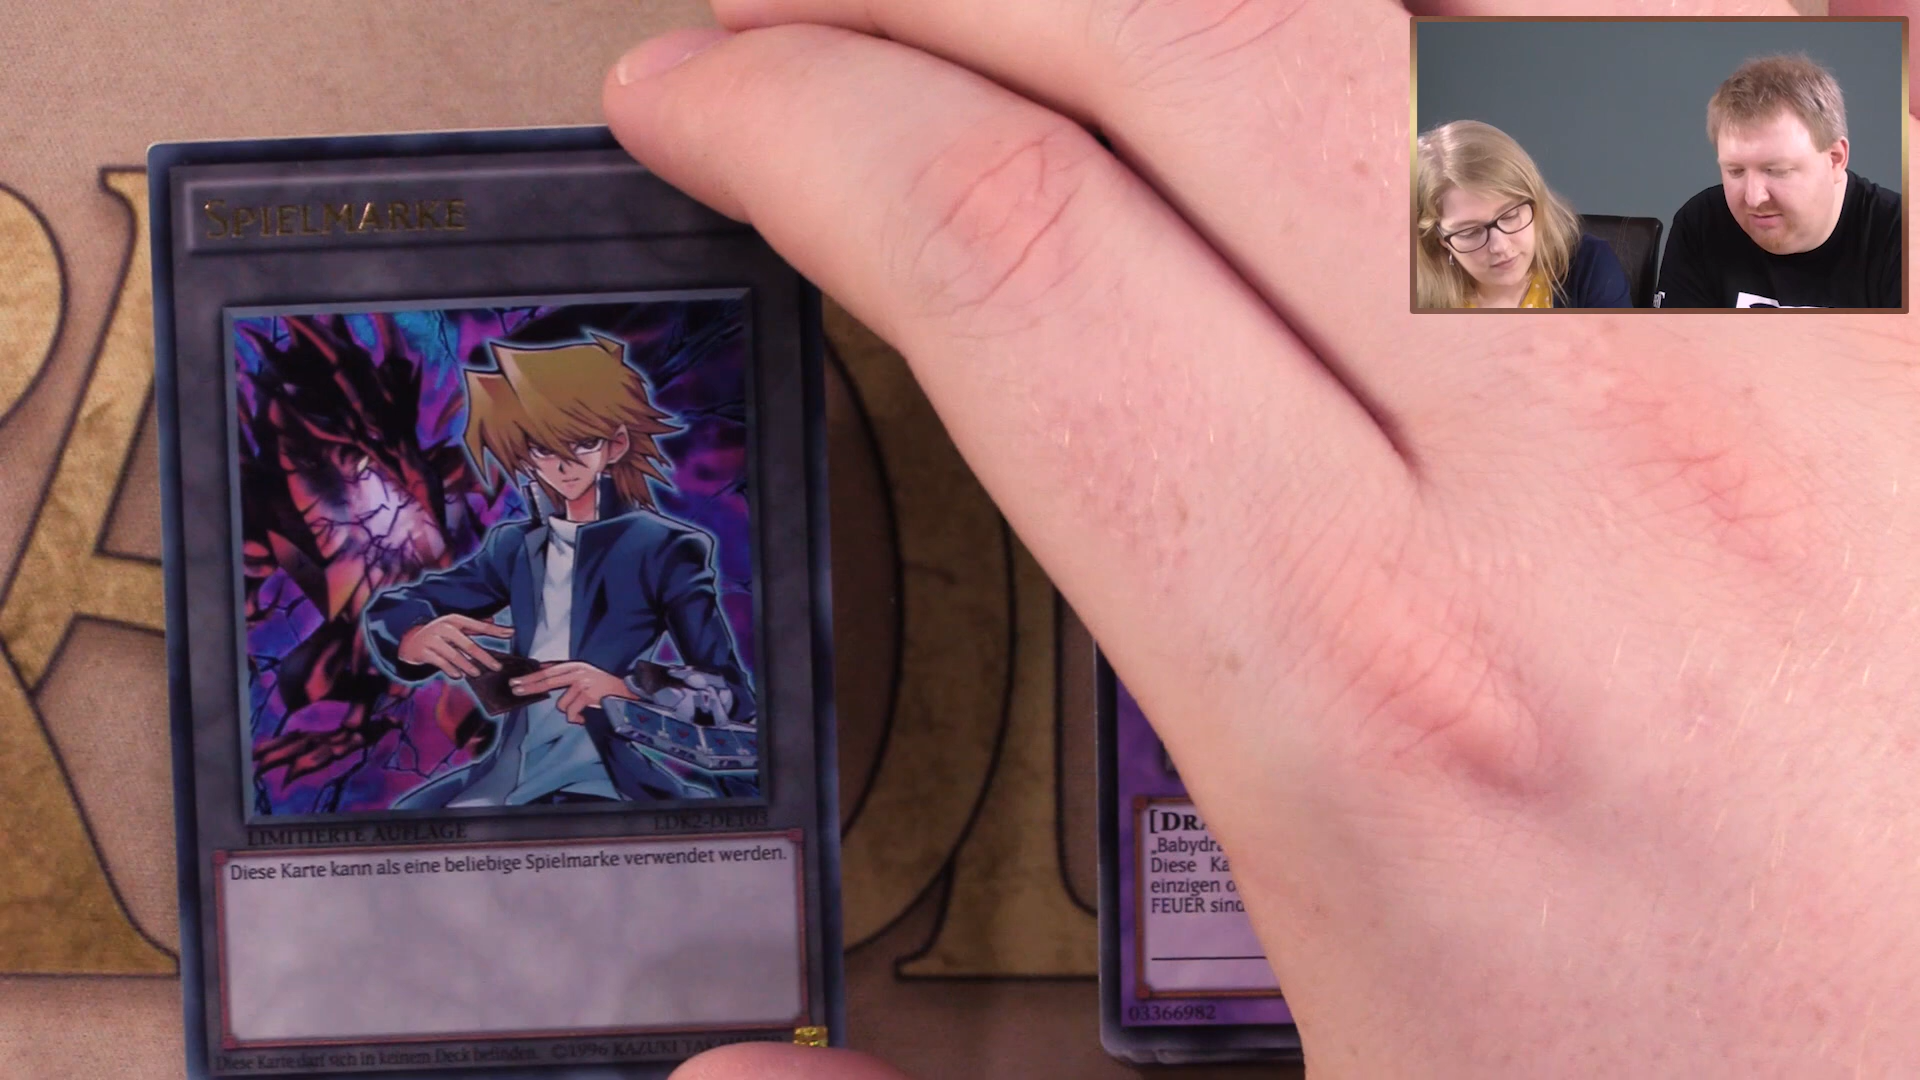 SPIELMARKE
LIMITIERTE AUFLAGE
LDK2-DE103
Diese Karte kann als eine beliebige Spielmarke verwendet werden.
Diese Karte darf sich in keinem Deck befinden. ©1996 KAZUKI
[DRA
„Babydra
Diese Ka
einzigen o
FEUER sind
03366982